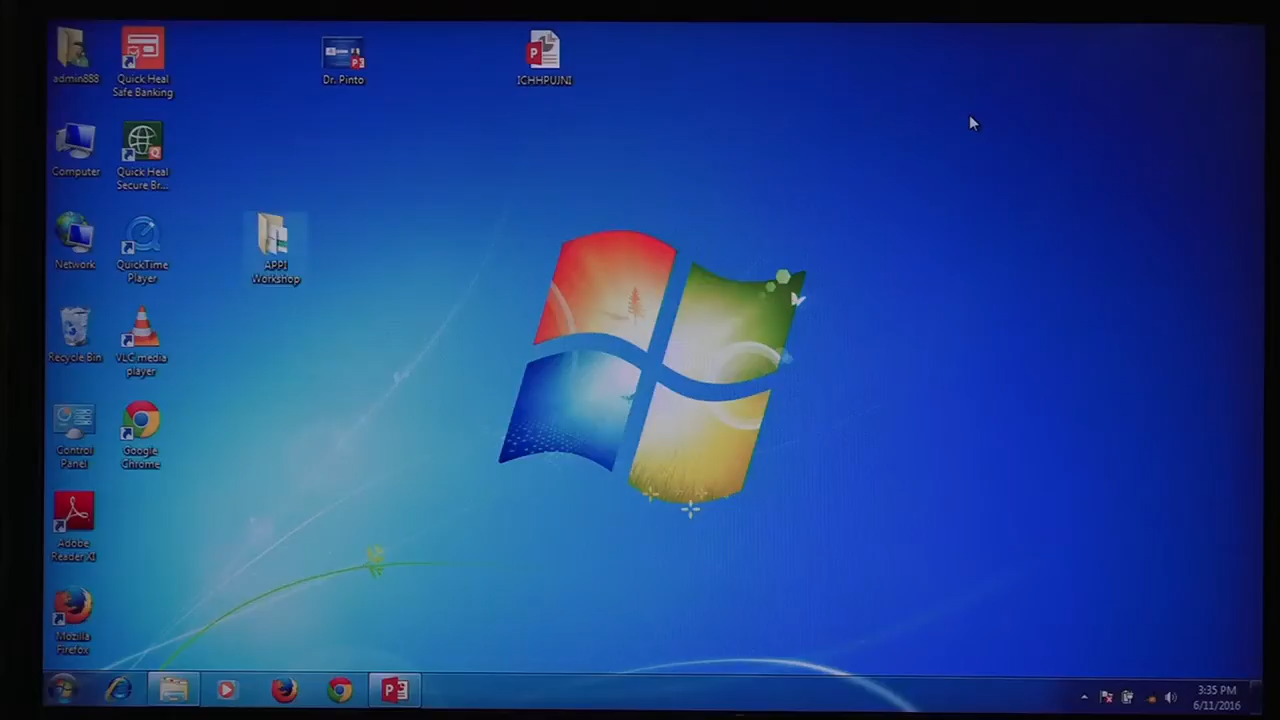 admin888
Quick Heal
Safe Banking
Dr. Pinto
ICHHPUJNI
Computer
Quick Heal
Secure Br...
Network
QuickTime
Player
APPI
Workshop
Recycle Bin
VLC media
player
Control
Panel
Google
Chrome
Adobe
Reader XI
Mozilla
Firefox
3:35 PM
6/11/2016